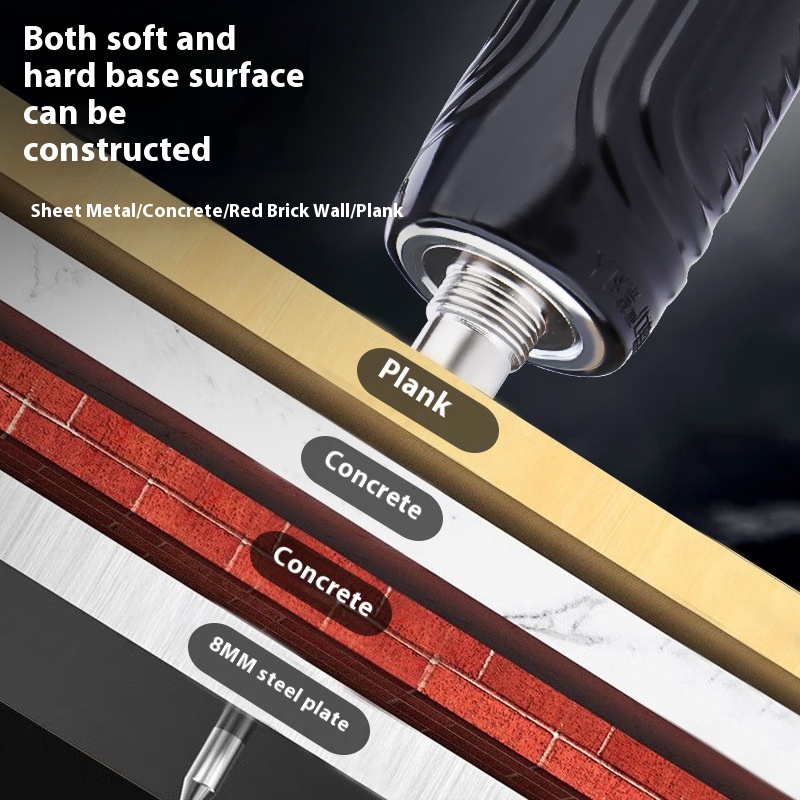 Both soft and
hard base surface
can be
constructed
Sheet Metal/Concrete/Red Brick Wall/Plank
Plank
Concrete
Concrete
8MM steel plate